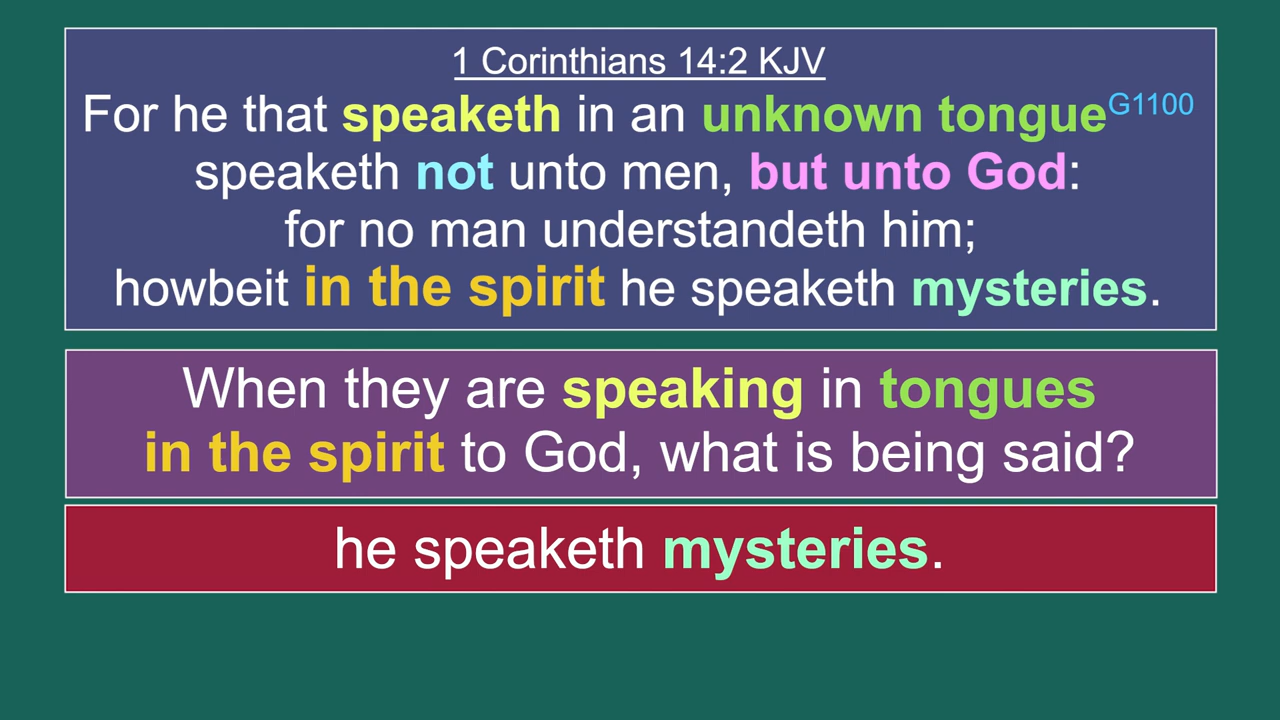 1 Corinthians 14:2 KJV
For he that speaketh in an unknown tongueG1100
speaketh not unto men, but unto God:
for no man understandeth him;
howbeit in the spirit he speaketh mysteries.
When they are speaking in tongues
in the spirit to God, what is being said?
he speaketh mysteries.